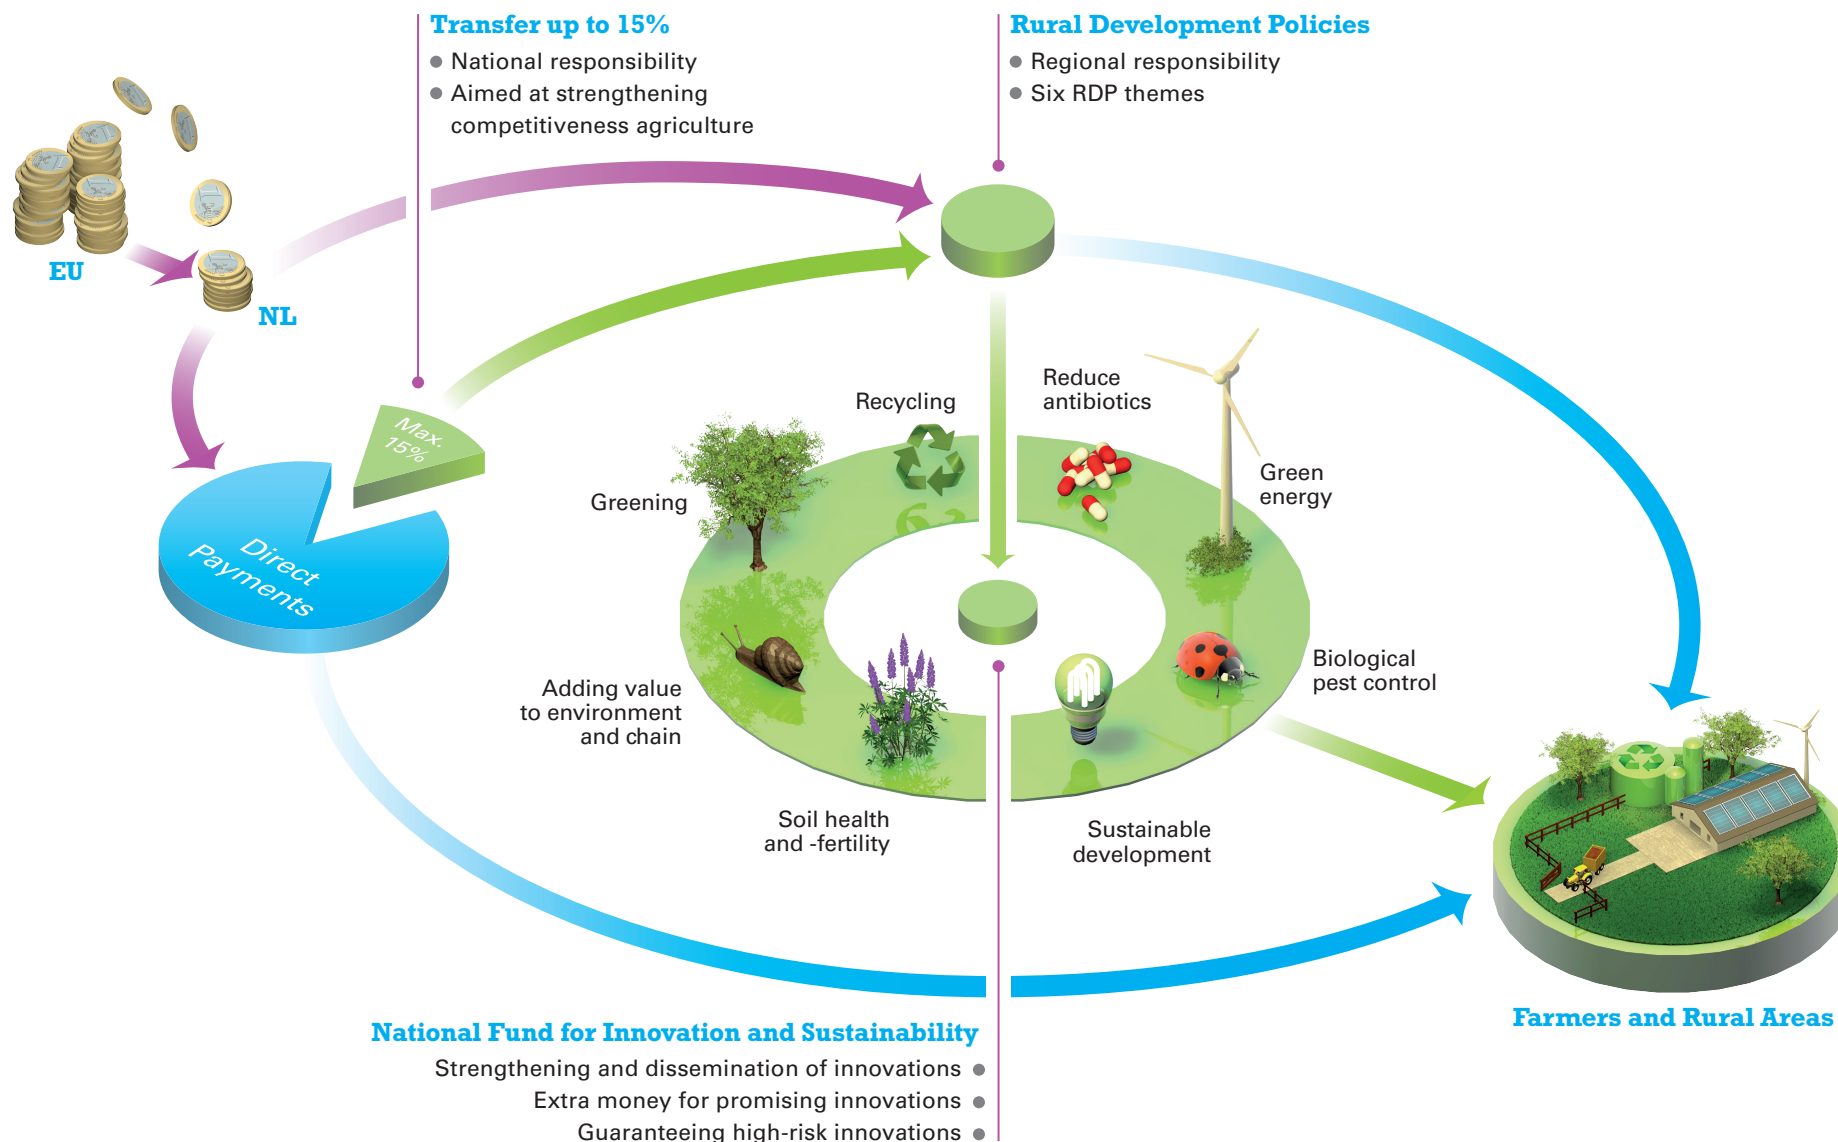 Transfer up to 15%
National responsibility
Aimed at strengthening
competitiveness agriculture
Rural Development Policies
Regional responsibility
Six RDP themes
EU
NL
Max.
15%
Direct
Payments
Recycling
Reduce
antibiotics
Greening
Green
energy
Adding value
to environment
and chain
Biological
pest control
Soil health
and -fertility
Sustainable
development
Farmers and Rural Areas
National Fund for Innovation and Sustainability
Strengthening and dissemination of innovations
Extra money for promising innovations
Guaranteeing high-risk innovations